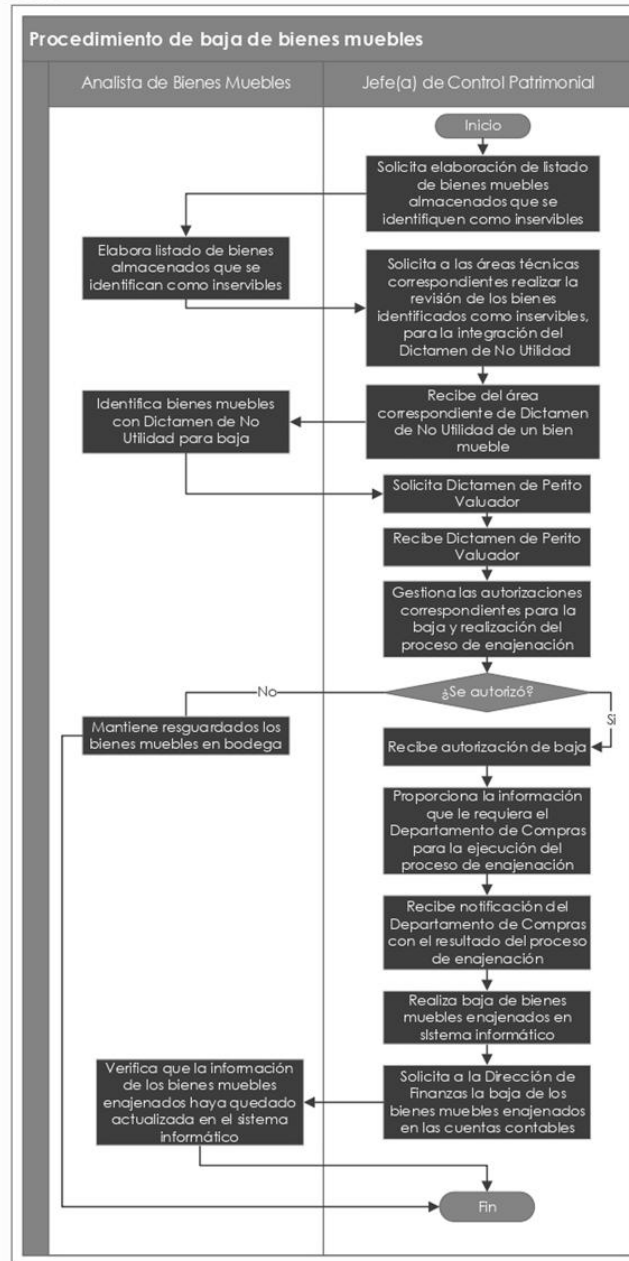 Procedimiento de baja de bienes muebles
Analista de Bienes Muebles
Jefe(a) de Control Patrimonial
Inicio
Solicita elaboración de listado
de bienes muebles
almacenados que se
identifiquen como inservibles
Elabora listado de bienes
almacenados que se
identifican como inservibles
Solicita a las áreas técnicas
correspondientes realizar la
revisión de los bienes
identificados como inservibles,
para la integración del
Dictamen de No Utilidad
Recibe del área
correspondiente de Dictamen
de No Utilidad de un bien
mueble
Identifica bienes muebles
con Dictamen de No
Utilidad para baja
Solicita Dictamen de Perito
Valuador
Recibe Dictamen de Perito
Valuador
Gestiona las autorizaciones
correspondientes para la
baja y realización del
proceso de enajenación
¿Se autorizó?
No
Si
Mantiene resguardados los
bienes muebles en bodega
Recibe autorización de baja
Proporciona la información
que le requiera el
Departamento de Compras
para la ejecución del
proceso de enajenación
Recibe notificación del
Departamento de Compras
con el resultado del proceso
de enajenación
Realiza baja de bienes
muebles enajenados en
sistema informático
Solicita a la Dirección de
Finanzas la baja de los
bienes muebles enajenados
en las cuentas contables
Verifica que la información
de los bienes muebles
enajenados haya quedado
actualizada en el sistema
informático
Fin